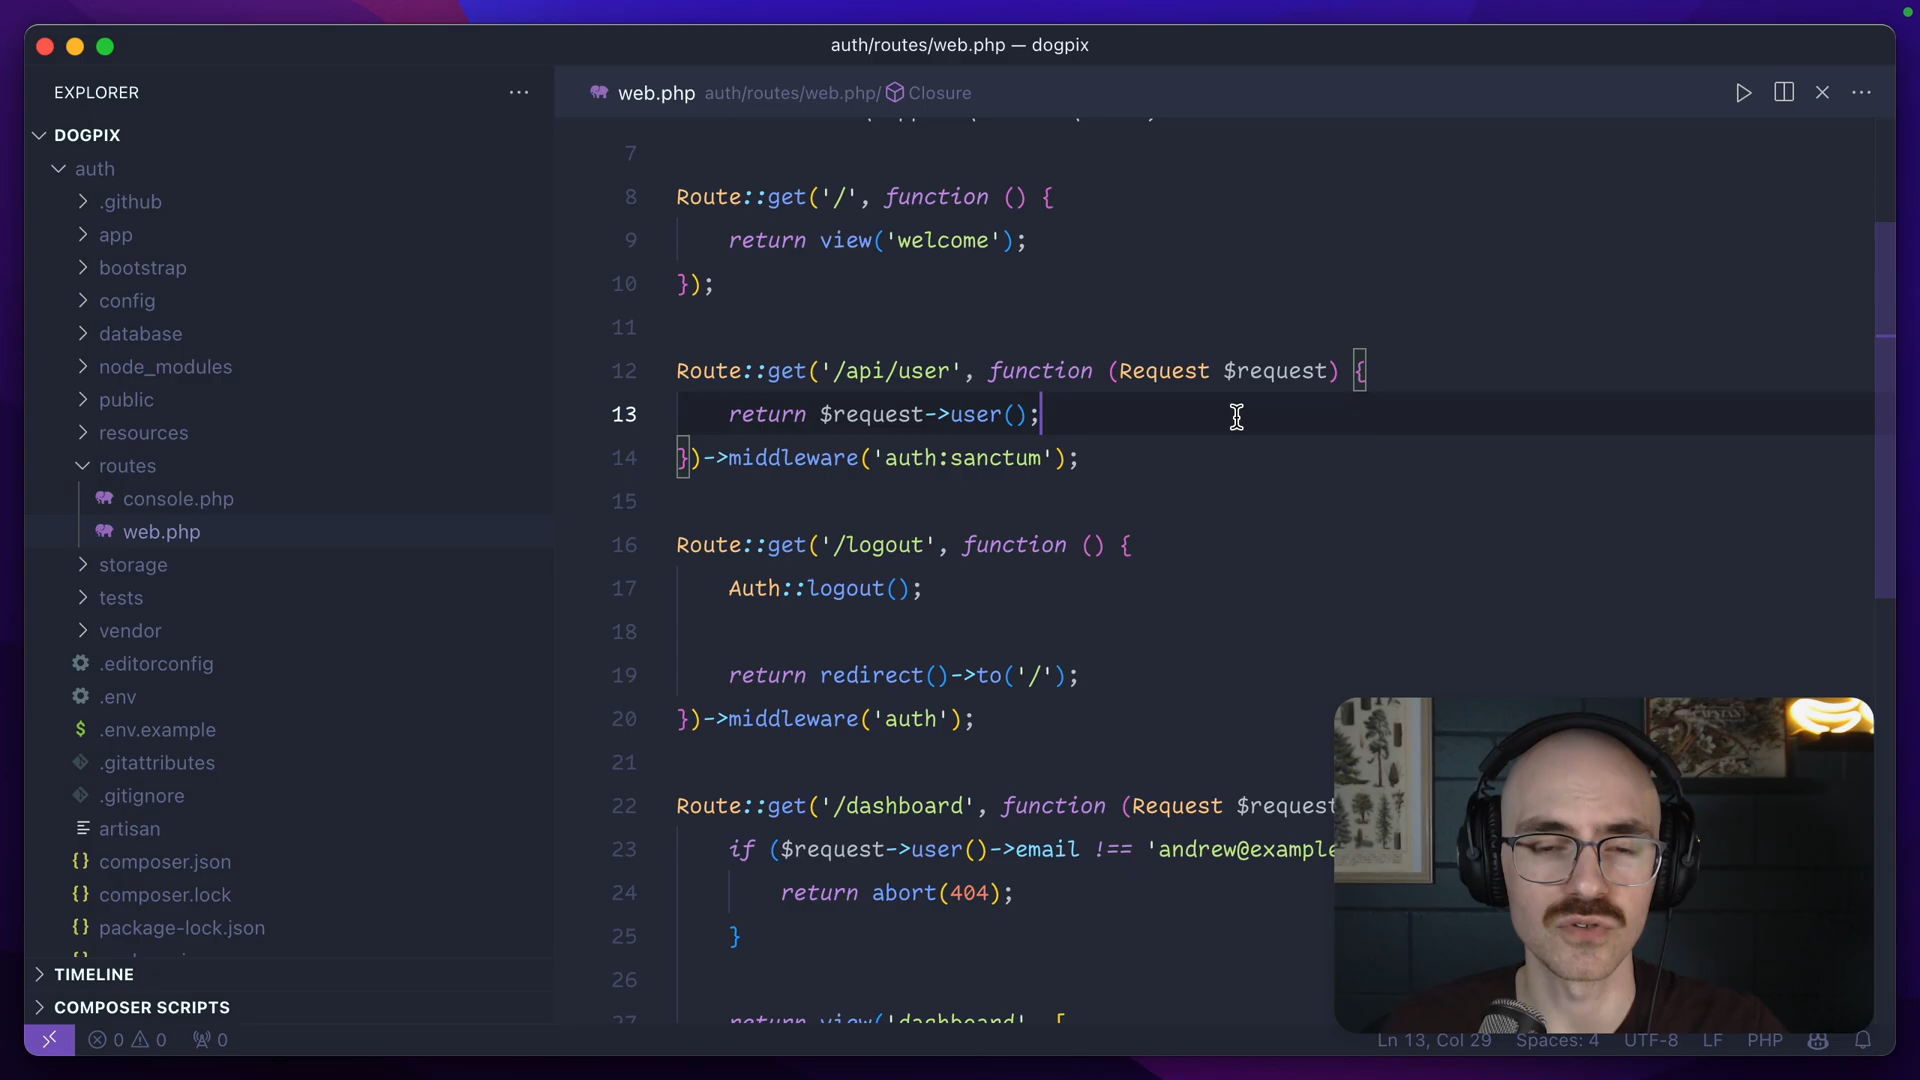 auth/routes/web.php — dogpix
EXPLORER
DOGPIX
auth
.github
app
bootstrap
config
database
node_modules
public
resources
routes
console.php
web.php
storage
tests
vendor
.editorconfig
.env
.env.example
.gitattributes
.gitignore
artisan
composer.json
composer.lock
package-lock.json
TIMELINE
COMPOSER SCRIPTS
web.php auth/routes/web.php/ Closure
7
8 Route::get('/', function () {
9 return view('welcome');
10 });
11
12 Route::get('/api/user', function (Request $request) {
13 return $request->user();
14 })->middleware('auth:sanctum');
15
16 Route::get('/logout', function () {
17 Auth::logout();
18
19 return redirect()->to('/');
20 })->middleware('auth');
21
22 Route::get('/dashboard', function (Request $request
23 if ($request->user()->email !== 'andrew@example
24 return abort(404);
25 }
26
27 return view('dashboard', [
0 0 0
Ln 13, Col 29 Spaces: 4 UTF-8 LF PHP